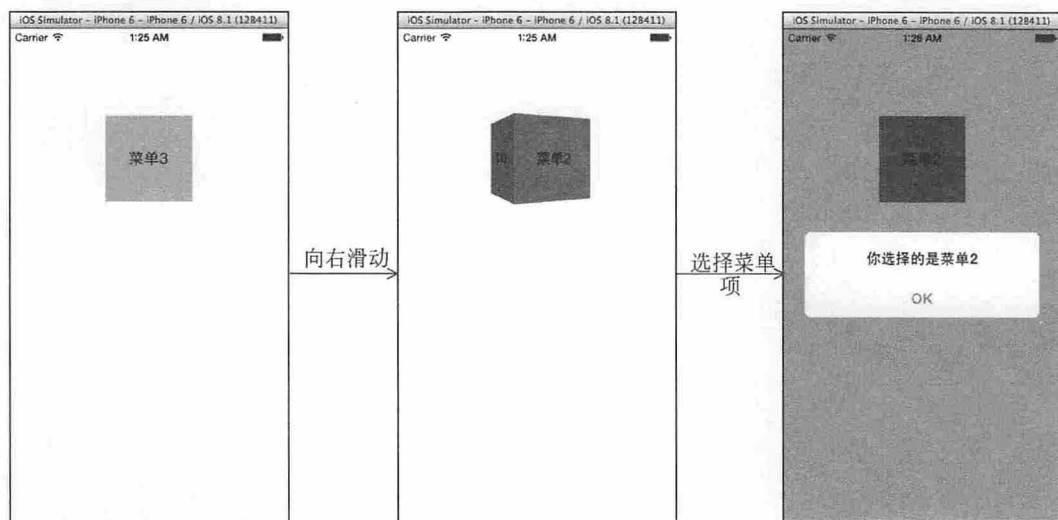 iOS Simulator - iPhone 6 - iPhone 6 / iOS 8.1 (12B411)
Carrier 1:25 AM
菜单3
向右滑动
iOS Simulator - iPhone 6 - iPhone 6 / iOS 8.1 (12B411)
Carrier 1:25 AM
菜单2
选择菜单
项
iOS Simulator - iPhone 6 - iPhone 6 / iOS 8.1 (12B411)
Carrier 1:26 AM
菜单2
你选择的是菜单2
OK